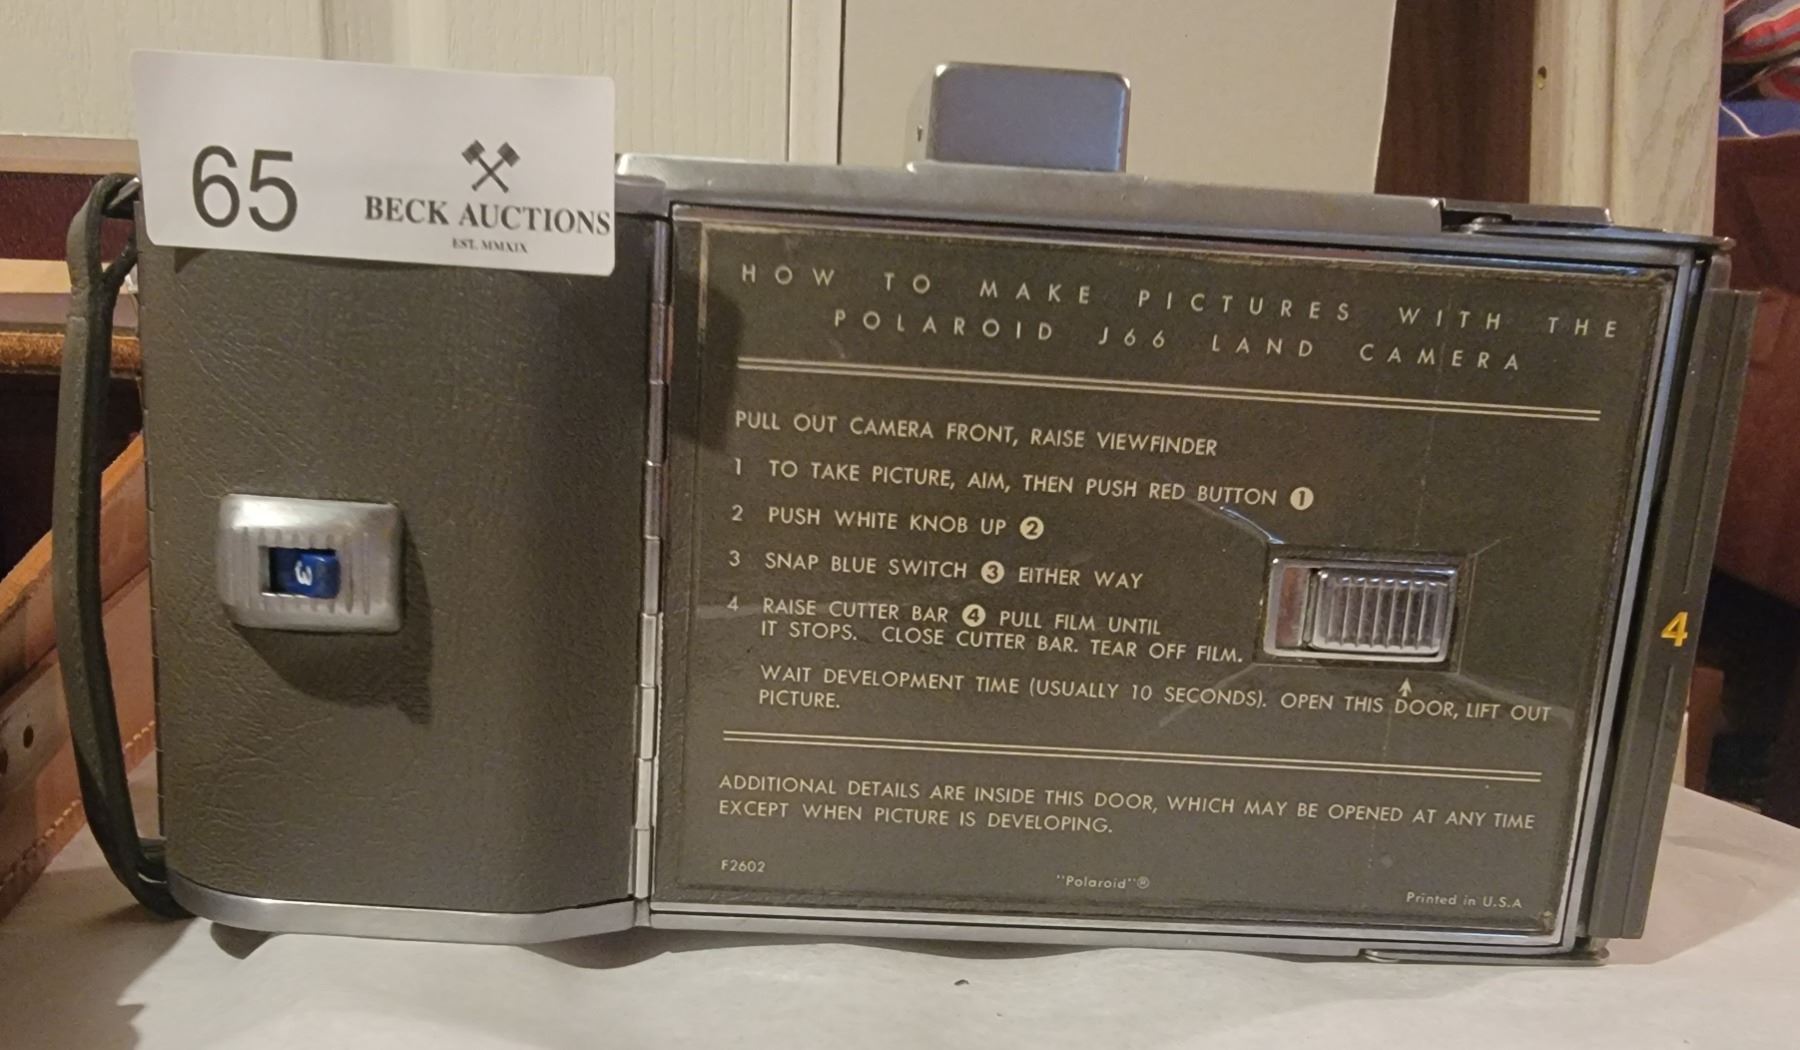 65
BECK AUCTIONS
EST. MMXIX
HOW TO MAKE PICTURES WITH THE
POLAROID J66 LAND CAMERA
PULL OUT CAMERA FRONT, RAISE VIEWFINDER
1 TO TAKE PICTURE, AIM, THEN PUSH RED BUTTON 1
2 PUSH WHITE KNOB UP 2
3 SNAP BLUE SWITCH 3 EITHER WAY
4 RAISE CUTTER BAR 4 PULL FILM UNTIL
IT STOPS. CLOSE CUTTER BAR. TEAR OFF FILM.
WAIT DEVELOPMENT TIME (USUALLY 10 SECONDS). OPEN THIS DOOR, LIFT OUT
PICTURE.
ADDITIONAL DETAILS ARE INSIDE THIS DOOR, WHICH MAY BE OPENED AT ANY TIME
EXCEPT WHEN PICTURE IS DEVELOPING.
F2602
"Polaroid"®
Printed in U.S.A
3
4